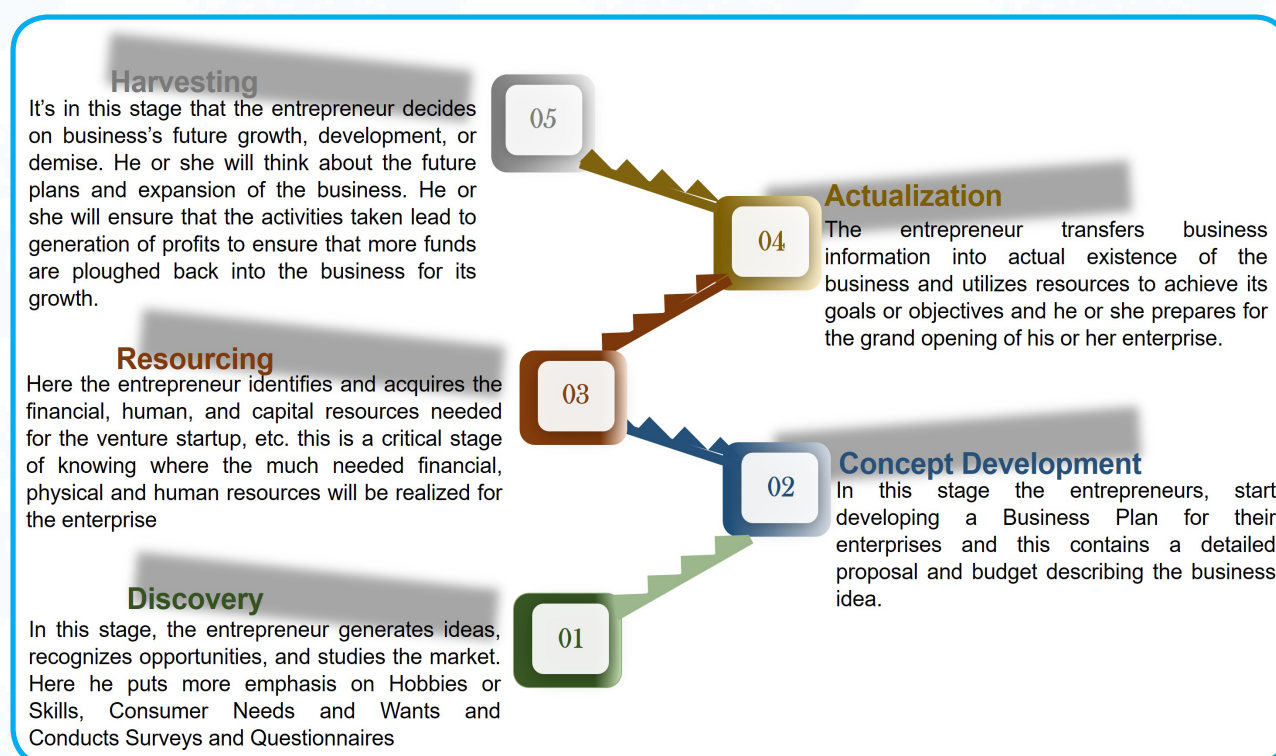 Harvesting
It’s in this stage that the entrepreneur decides
on business’s future growth, development, or
demise. He or she will think about the future
plans and expansion of the business. He or
she will ensure that the activities taken lead to
generation of profits to ensure that more funds
are ploughed back into the business for its
growth.
05
Actualization
04
The entrepreneur transfers business
information into actual existence of the
business and utilizes resources to achieve its
goals or objectives and he or she prepares for
the grand opening of his or her enterprise.
Resourcing
Here the entrepreneur identifies and acquires the
financial, human, and capital resources needed
for the venture startup, etc. this is a critical stage
of knowing where the much needed financial,
physical and human resources will be realized for
the enterprise
03
Concept Development
02
In this stage the entrepreneurs, start
developing a Business Plan for their
enterprises and this contains a detailed
proposal and budget describing the business
idea.
Discovery
In this stage, the entrepreneur generates ideas,
recognizes opportunities, and studies the market.
Here he puts more emphasis on Hobbies or
Skills, Consumer Needs and Wants and
Conducts Surveys and Questionnaires
01